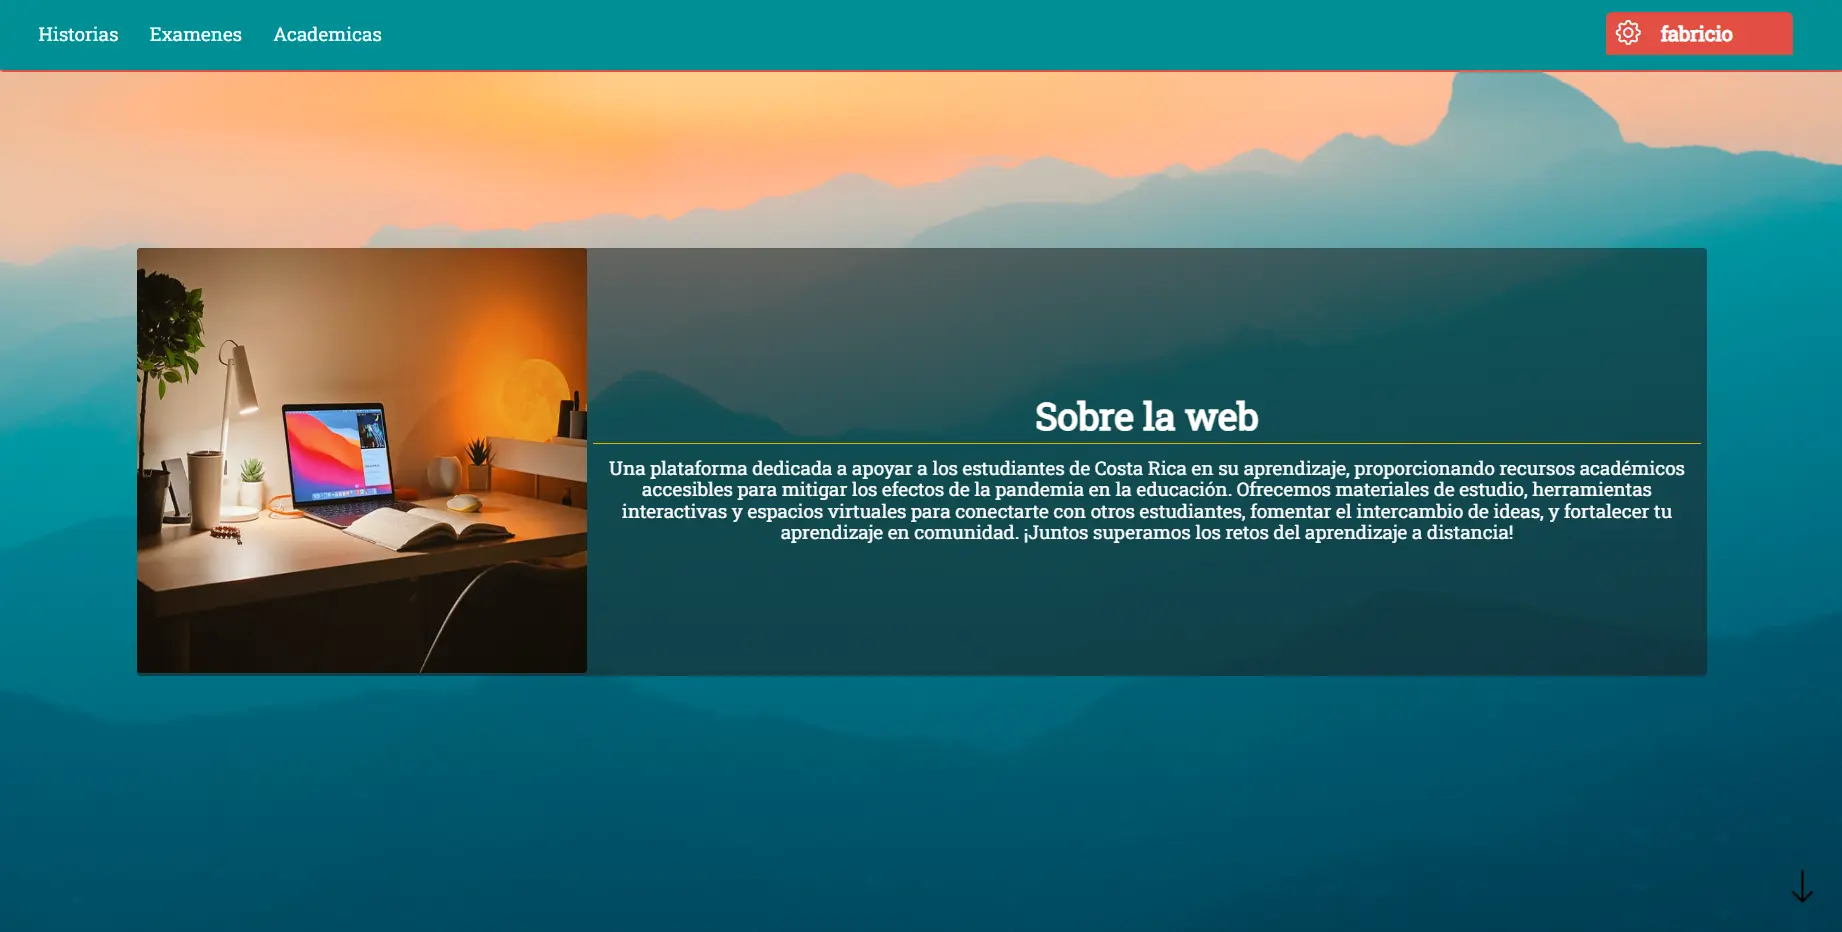 Historias Examenes Academicas fabricio
Sobre la web
Una plataforma dedicada a apoyar a los estudiantes de Costa Rica en su aprendizaje, proporcionando recursos académicos
accesibles para mitigar los efectos de la pandemia en la educación. Ofrecemos materiales de estudio, herramientas
interactivas y espacios virtuales para conectarte con otros estudiantes, fomentar el intercambio de ideas, y fortalecer tu
aprendizaje en comunidad. ¡Juntos superamos los retos del aprendizaje a distancia!